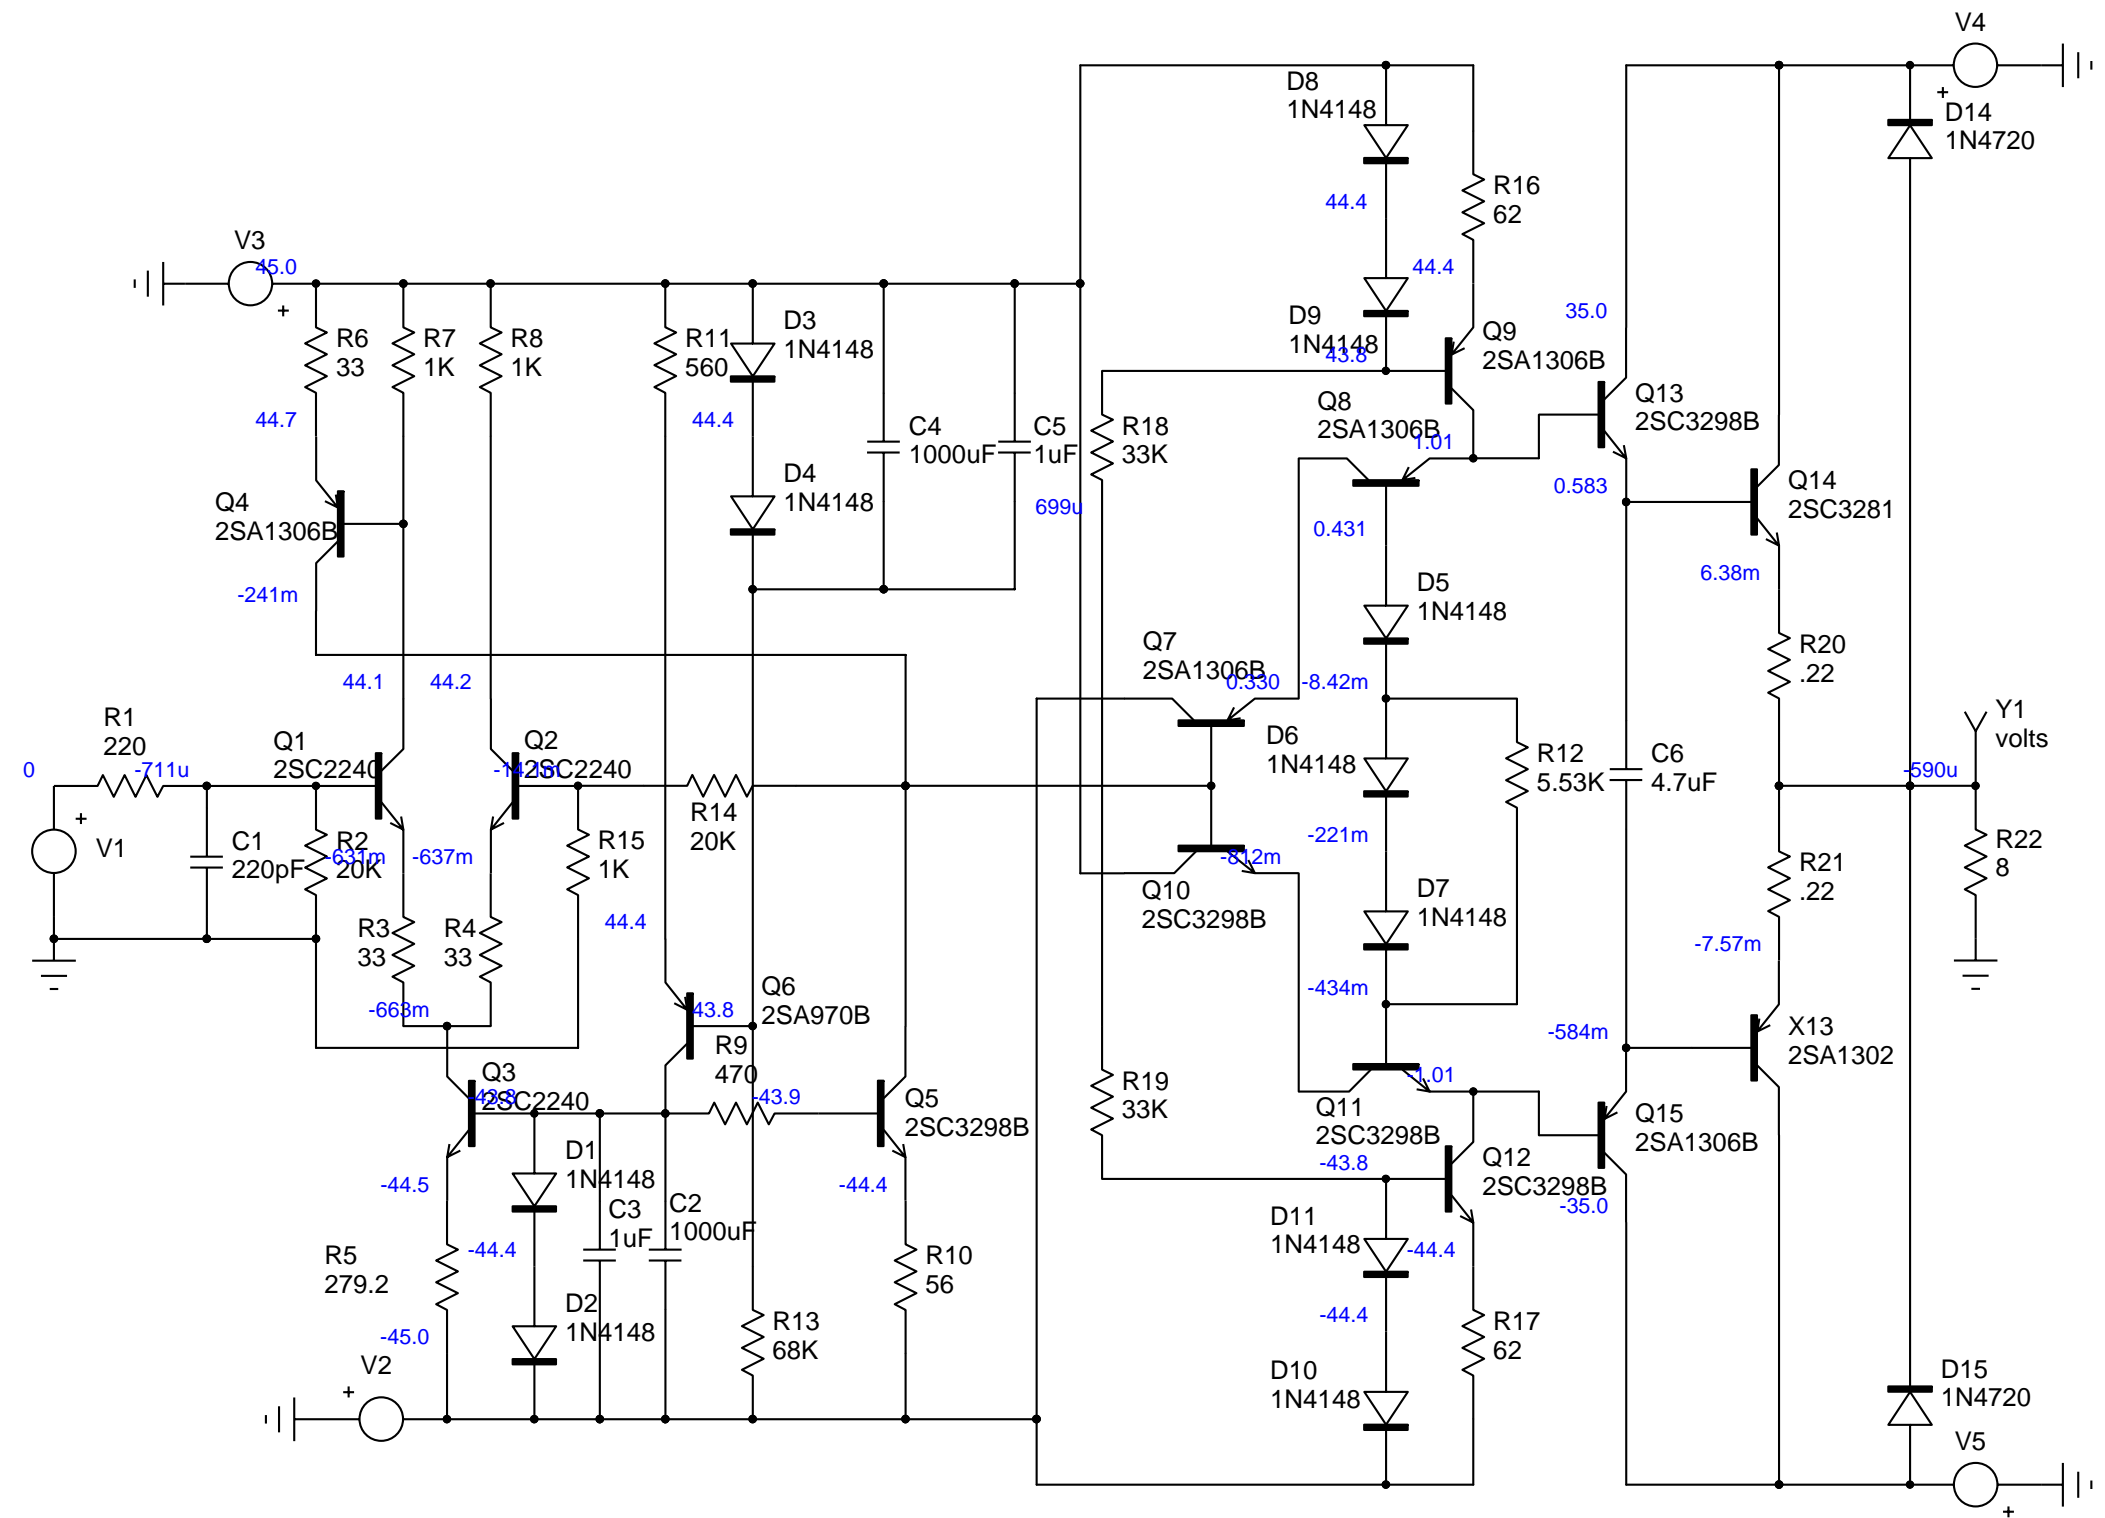 V4
+
D14
1N4720
D8
1N4148
44.4
R16
62
44.4
D9
1N4148
43.8
Q9
2SA1306B
35.0
V3
45.0
+
R6
33
R7
1K
R8
1K
R11
560
D3
1N4148
44.7
44.4
C4
1000uF
C5
1uF
D4
1N4148
Q4
2SA1306B
-241m
R18
33K
699u
Q8
2SA1306B
1.01
Q13
2SC3298B
0.583
Q14
2SC3281
0.431
6.38m
D5
1N4148
Q7
2SA1306B
0.330
-8.42m
R20
.22
44.1
44.2
R1
220
0
-711u
Q1
2SC2240
Q2
2SC2240
-14.1m
R14
20K
D6
1N4148
R12
5.53K
C6
4.7uF
-590u
Y1
volts
+
V1
C1
220pF
R2
20K
-631m
-637m
R15
1K
-221m
-812m
Q10
2SC3298B
R21
.22
R22
8
R3
33
R4
33
44.4
D7
1N4148
-7.57m
-663m
-434m
Q6
2SA970B
43.8
R9
470
-584m
X13
2SA1302
Q3
2SC2240
-43.8
-43.9
Q5
2SC3298B
R19
33K
-1.01
Q11
2SC3298B
Q15
2SA1306B
-35.0
D1
1N4148
-44.5
-44.4
-43.8
Q12
2SC3298B
C3
1uF
C2
1000uF
D11
1N4148
-44.4
R5
279.2
-44.4
R10
56
-44.4
D2
1N4148
-45.0
R13
68K
R17
62
V2
+
D10
1N4148
D15
1N4720
V5
+